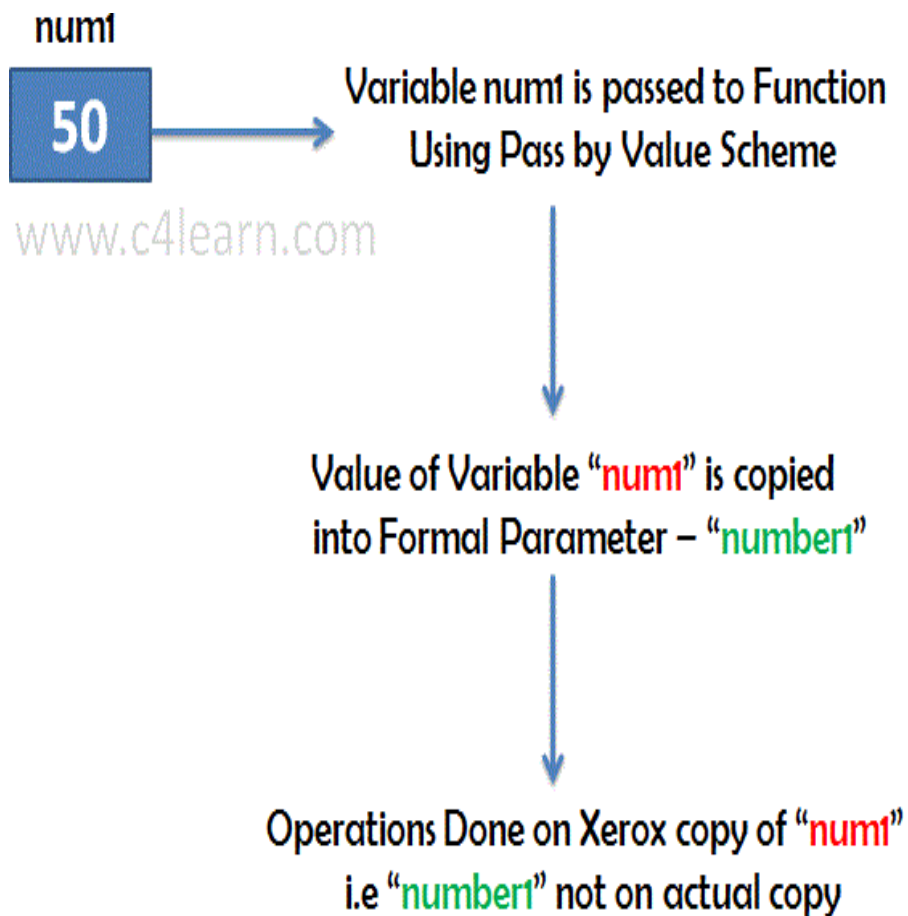 num1
50
Variable num1 is passed to Function
Using Pass by Value Scheme
www.c4learn.com
Value of Variable “num1” is copied
into Formal Parameter – “number1”
Operations Done on Xerox copy of “num1”
i.e “number1” not on actual copy